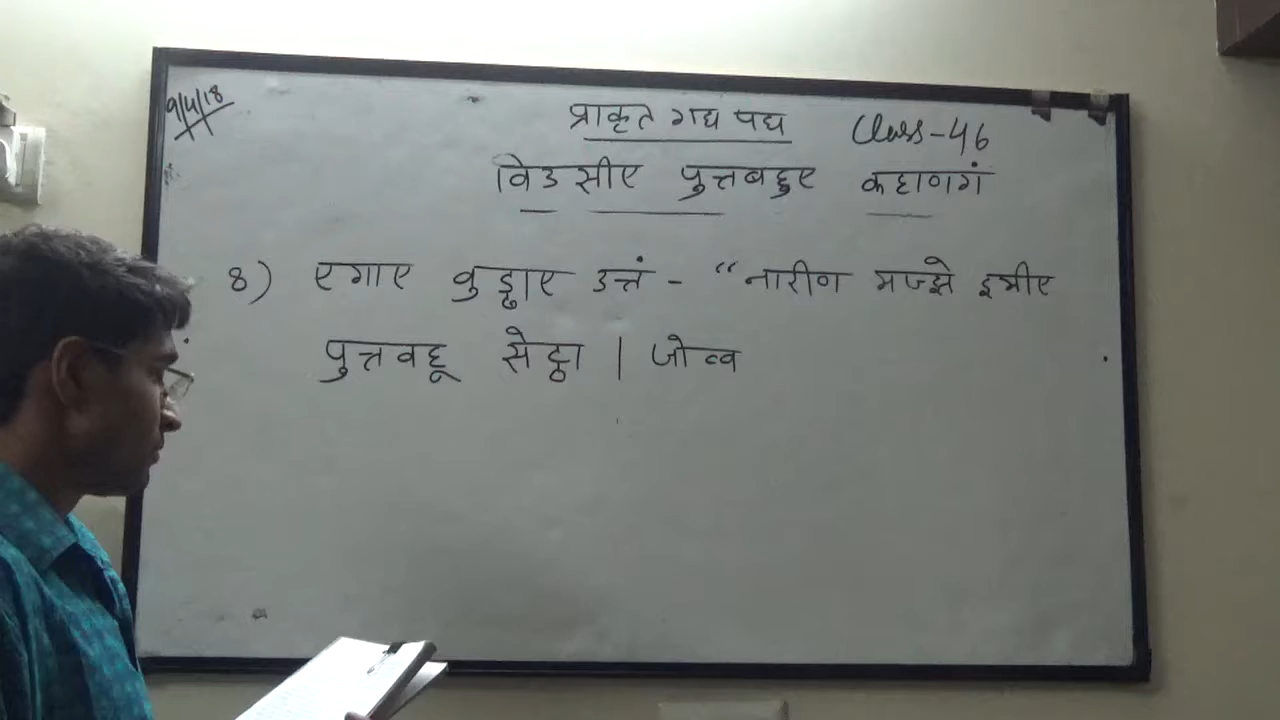 9/4/18
प्राकृत गद्य पद्य Class-46
विउसीए पुत्तबहुए कहाणगं
8) एगाए वुड्ढाए उत्तं - “नारीण मज्झे इमीए
पुत्तवहू सेट्ठा | जोव्व